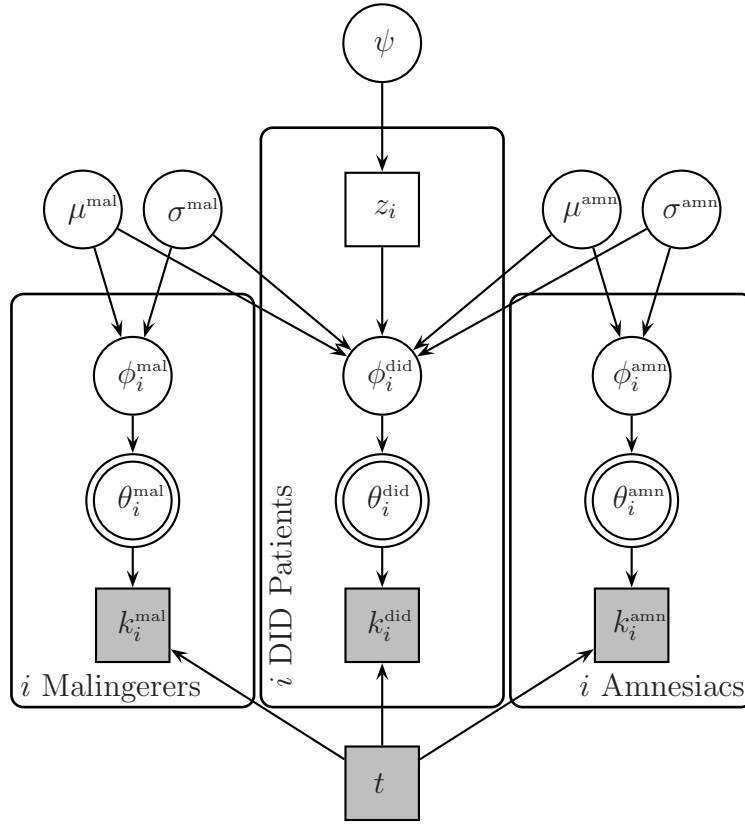 ψ
μ^mal σ^mal z_i μ^amn σ^amn
ϕ_i^mal ϕ_i^did ϕ_i^amn
θ_i^mal θ_i^did θ_i^amn
k_i^mal k_i^did k_i^amn
i Malingerers
i DID Patients
i Amnesiacs
t